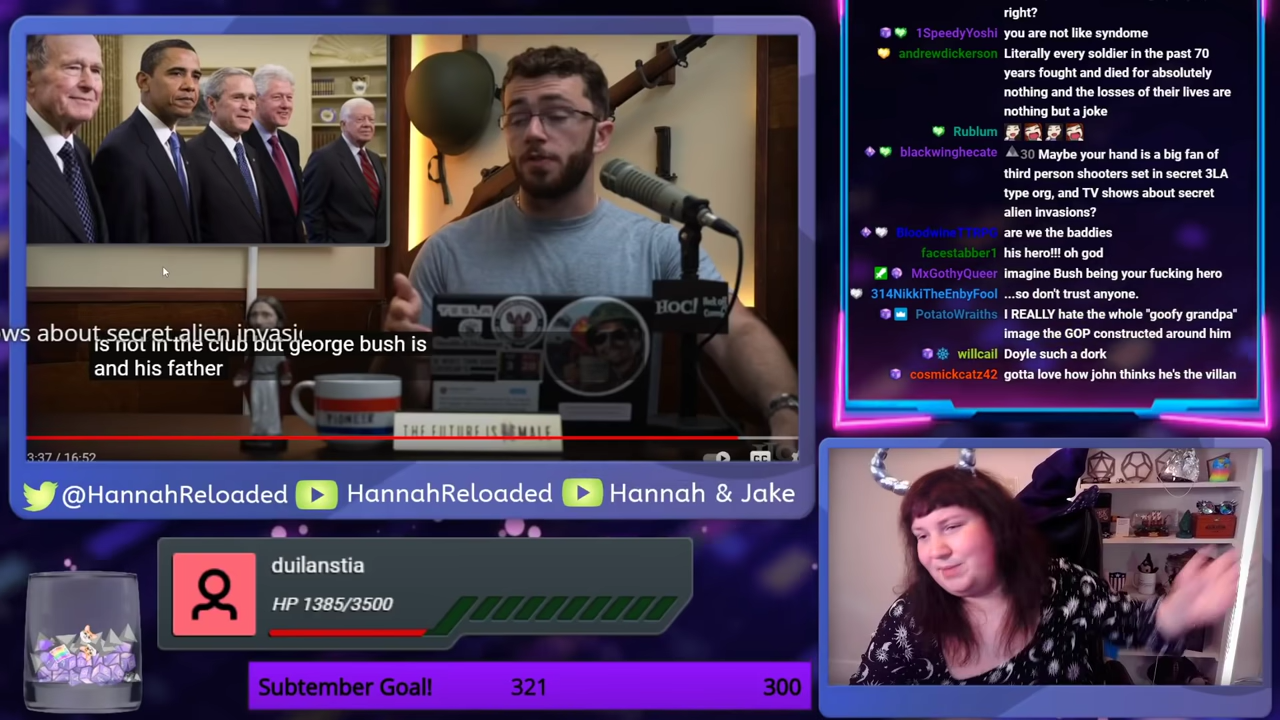 ws about secret alien invasi
is not in the club but george bush is
and his father
TESLA
HOC!
PIONEER
THE FUTURE IS MALE
3:37 / 16:52
CC
@HannahReloaded HannahReloaded Hannah & Jake
duilanstia
HP 1385/3500
Subtember Goal! 321 300
right?
1SpeedyYoshi you are not like syndome
andrewdickerson Literally every soldier in the past 70
years fought and died for absolutely
nothing and the losses of their lives are
nothing but a joke
Rublum
blackwinghecate 30 Maybe your hand is a big fan of
third person shooters set in secret 3LA
type org, and TV shows about secret
alien invasions?
BloodwineTTRPG are we the baddies
facestabber1 his hero!!! oh god
MxGothyQueer imagine Bush being your fucking hero
314NikkiTheEnbyFool ...so don't trust anyone.
PotatoWraiths I REALLY hate the whole "goofy grandpa"
image the GOP constructed around him
willcail Doyle such a dork
cosmickcatz42 gotta love how john thinks he's the villan